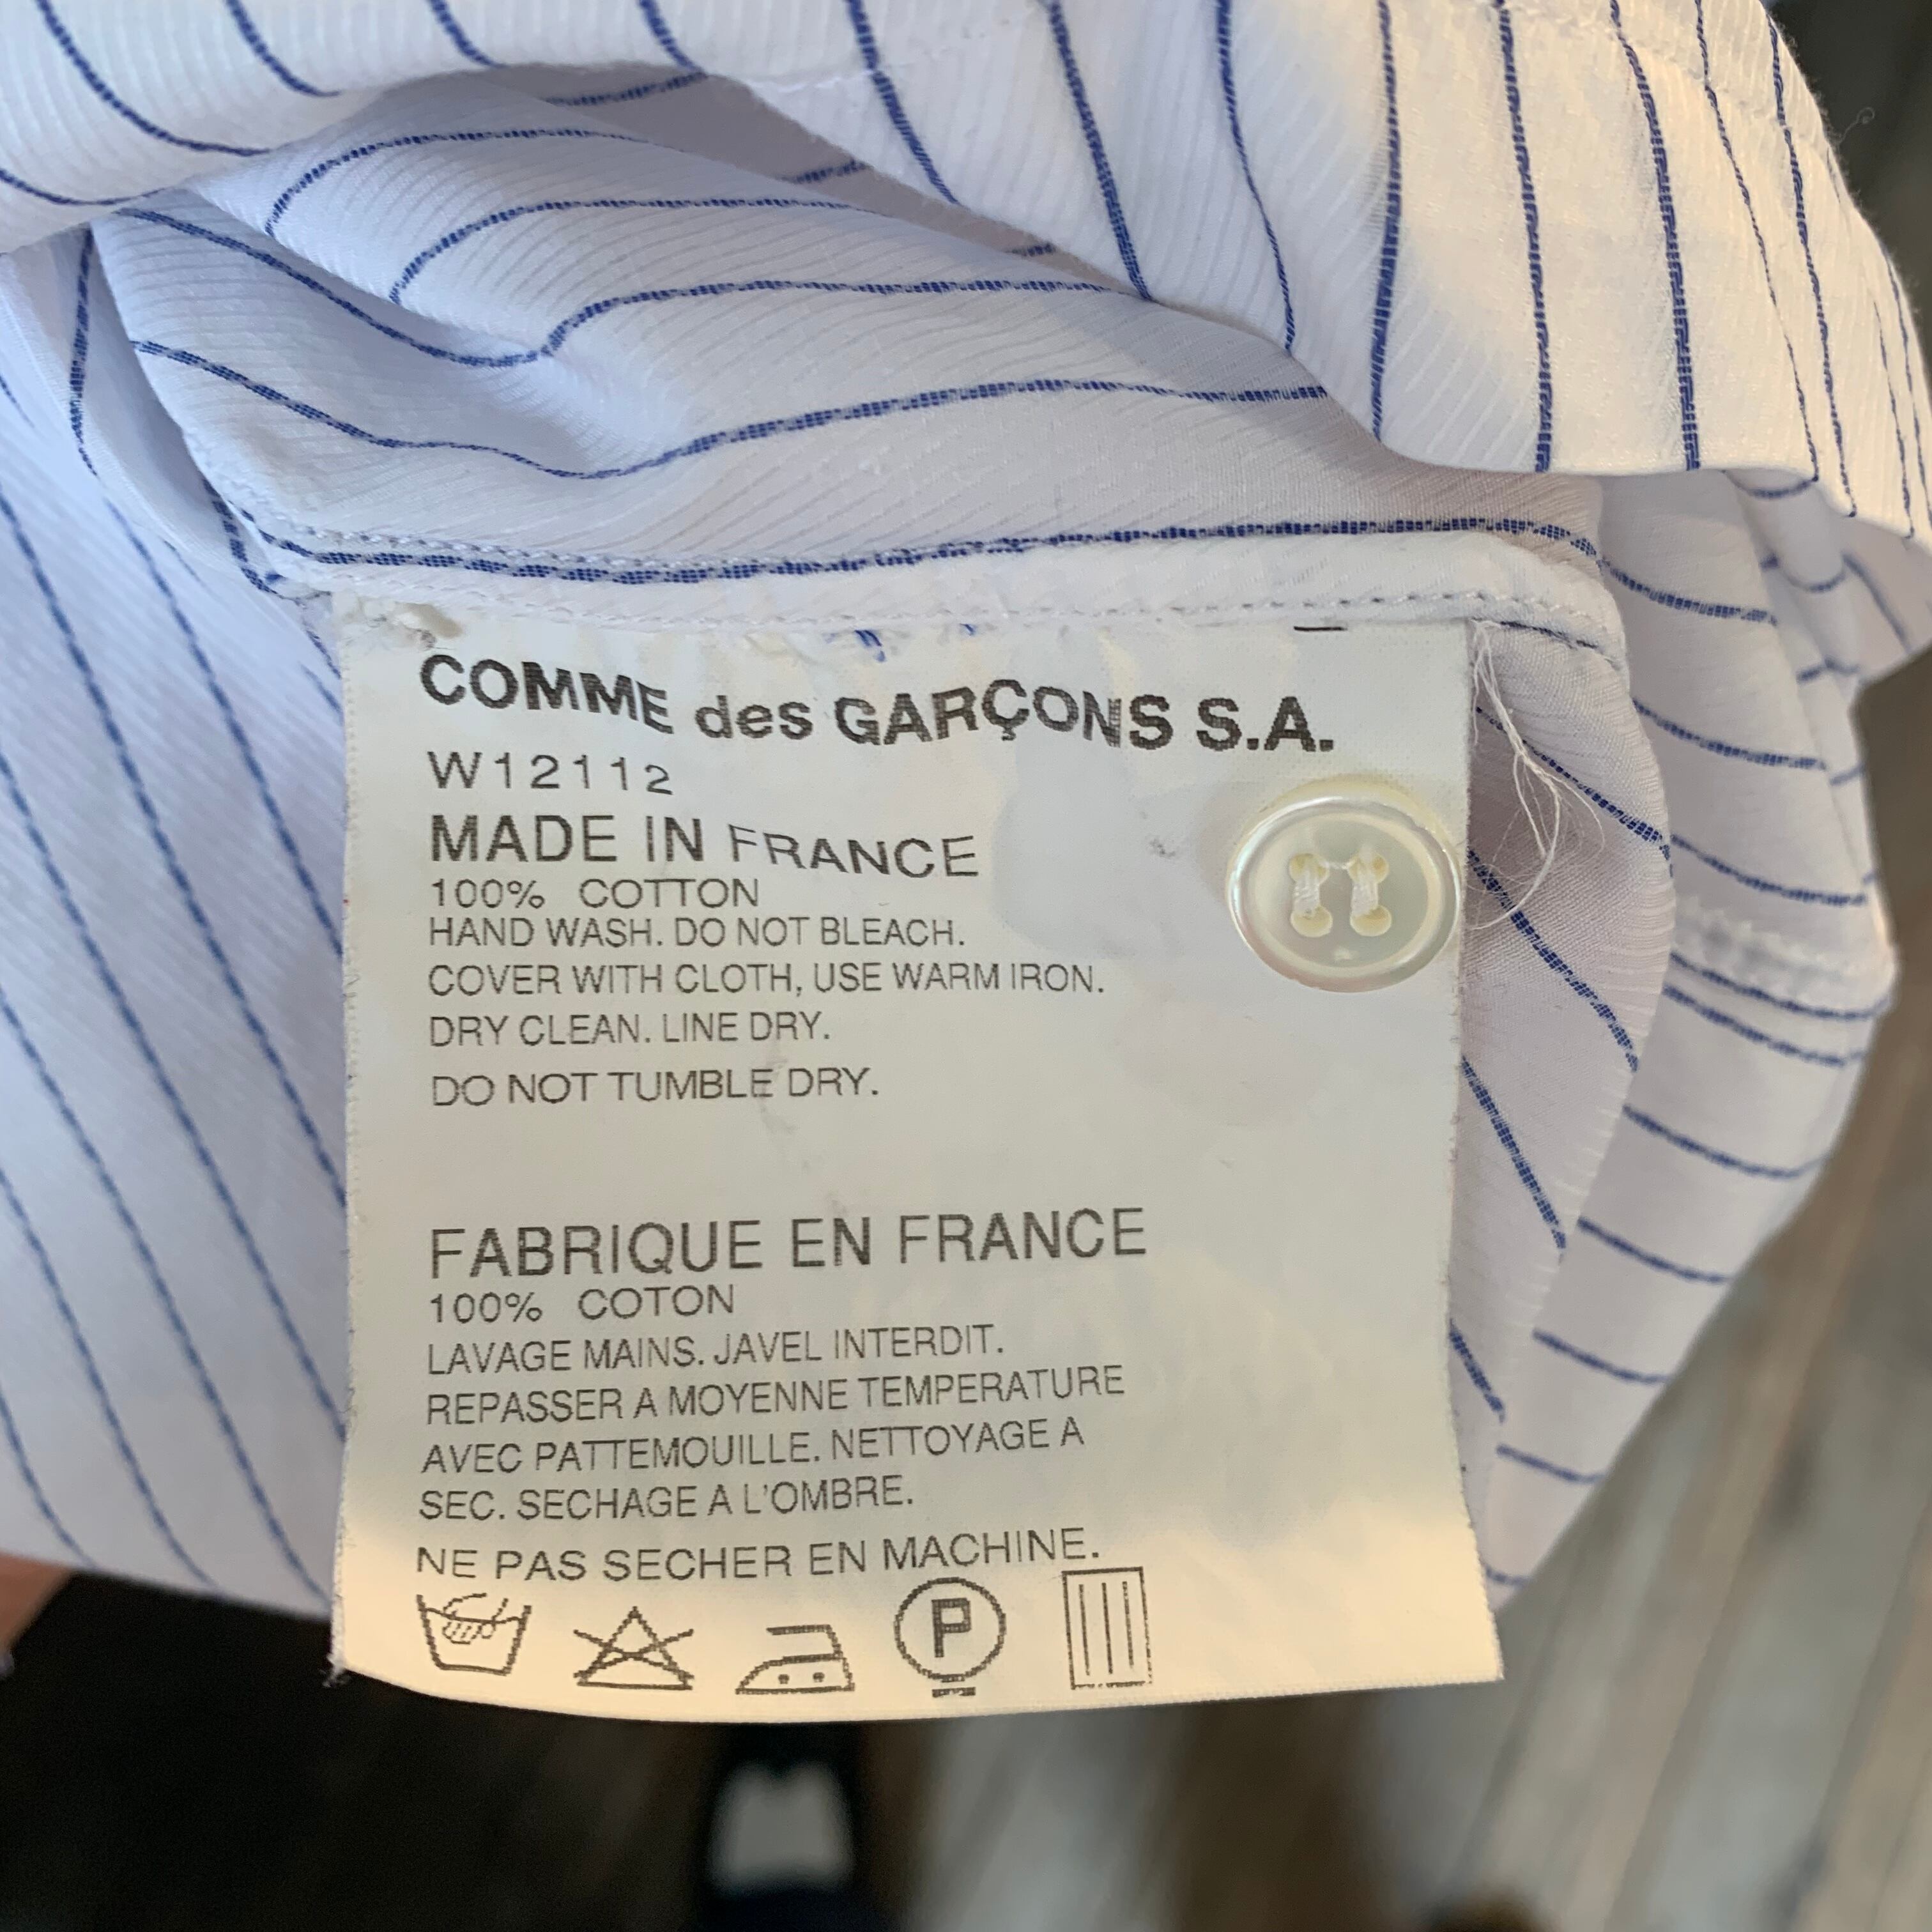 COMME des GARÇONS S.A.
W12112
MADE IN FRANCE
100% COTTON
HAND WASH. DO NOT BLEACH.
COVER WITH CLOTH, USE WARM IRON.
DRY CLEAN. LINE DRY.
DO NOT TUMBLE DRY.
FABRIQUE EN FRANCE
100% COTON
LAVAGE MAINS. JAVEL INTERDIT.
REPASSER A MOYENNE TEMPERATURE
AVEC PATTEMOUILLE. NETTOYAGE A
SEC. SECHAGE A L'OMBRE.
NE PAS SECHER EN MACHINE.
P